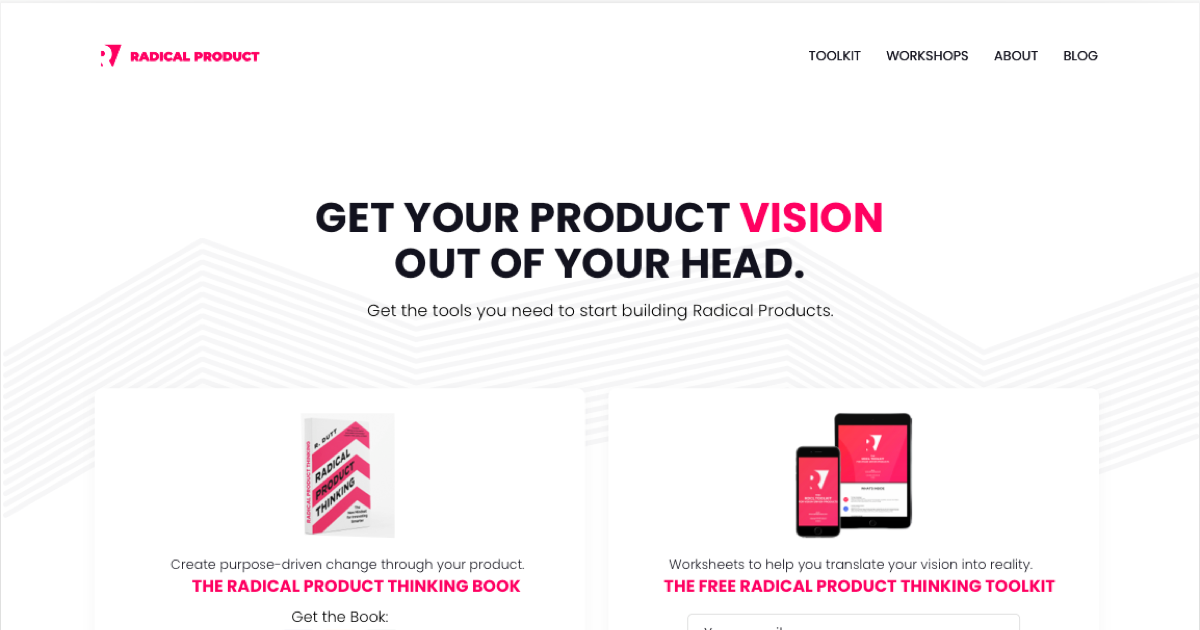 RADICAL PRODUCT
TOOLKIT WORKSHOPS ABOUT BLOG
GET YOUR PRODUCT VISION
OUT OF YOUR HEAD.
Get the tools you need to start building Radical Products.
R. DUTT
RADICAL
PRODUCT
THINKING
RADICAL PRODUCT THINKING
The New Mindset
for Innovating
Smarter
Create purpose-driven change through your product.
THE RADICAL PRODUCT THINKING BOOK
Get the Book:
Worksheets to help you translate your vision into reality.
THE FREE RADICAL PRODUCT THINKING TOOLKIT